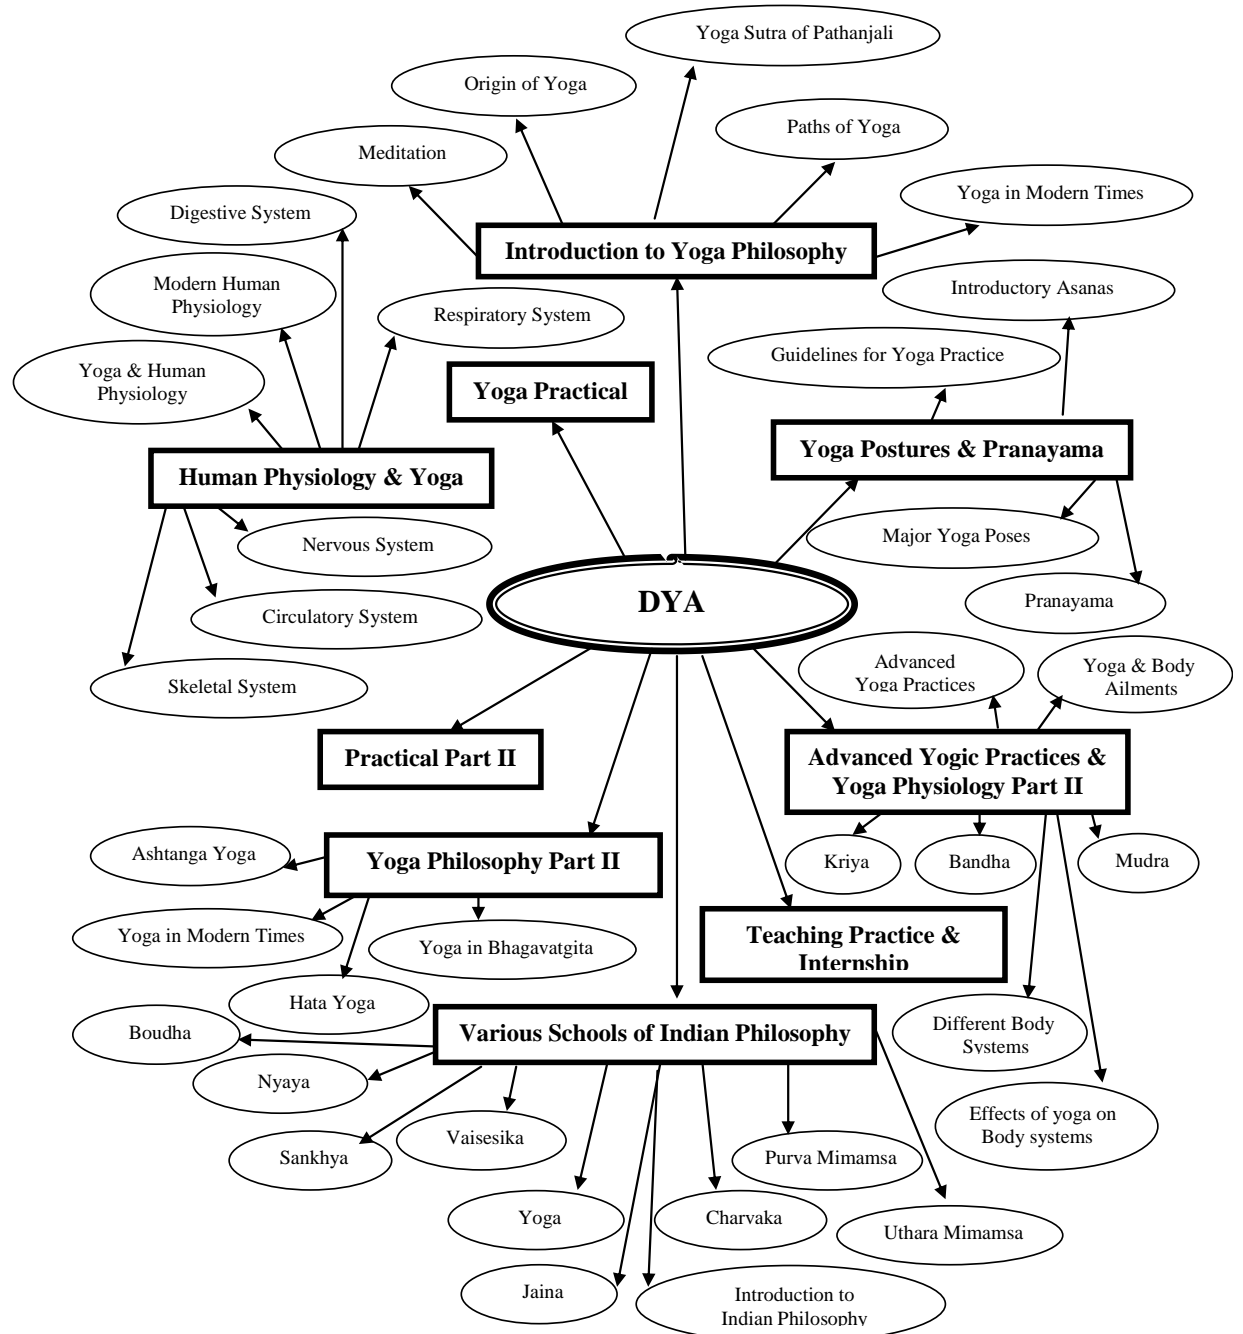 Yoga Sutra of Pathanjali
Origin of Yoga
Paths of Yoga
Meditation
Yoga in Modern Times
Digestive System
Introduction to Yoga Philosophy
Modern Human
Physiology
Introductory Asanas
Respiratory System
Guidelines for Yoga Practice
Yoga & Human
Physiology
Yoga Practical
Yoga Postures & Pranayama
Human Physiology & Yoga
Major Yoga Poses
Nervous System
DYA
Pranayama
Circulatory System
Advanced
Yoga Practices
Yoga & Body
Ailments
Skeletal System
Practical Part II
Advanced Yogic Practices &
Yoga Physiology Part II
Ashtanga Yoga
Yoga Philosophy Part II
Kriya
Bandha
Mudra
Yoga in Modern Times
Yoga in Bhagavatgita
Teaching Practice &
Internship
Hata Yoga
Boudha
Various Schools of Indian Philosophy
Different Body
Systems
Nyaya
Vaisesika
Effects of yoga on
Body systems
Sankhya
Purva Mimamsa
Yoga
Charvaka
Uthara Mimamsa
Jaina
Introduction to
Indian Philosophy